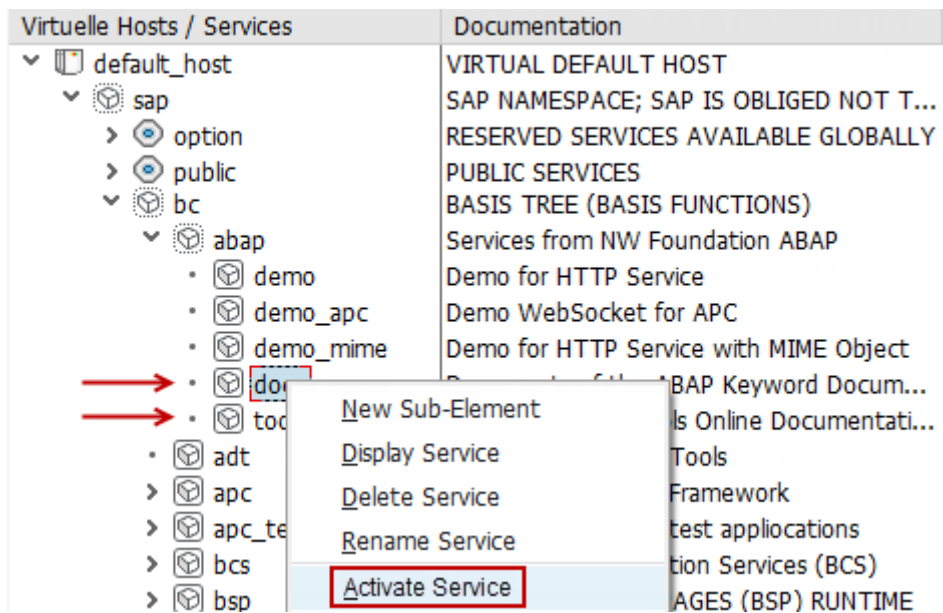 Virtuelle Hosts / Services Documentation
default_host VIRTUAL DEFAULT HOST
sap SAP NAMESPACE; SAP IS OBLIGED NOT T...
option RESERVED SERVICES AVAILABLE GLOBALLY
public PUBLIC SERVICES
bc BASIS TREE (BASIS FUNCTIONS)
abap Services from NW Foundation ABAP
demo Demo for HTTP Service
demo_apc Demo WebSocket for APC
demo_mime Demo for HTTP Service with MIME Object
ABAP Keyword Docum...
New Sub-Element
Online Documentati...
adt Display Service Tools
apc Delete Service Framework
apc_te Rename Service test applocations
bcs tion Services (BCS)
Activate Service
bsp AGES (BSP) RUNTIME